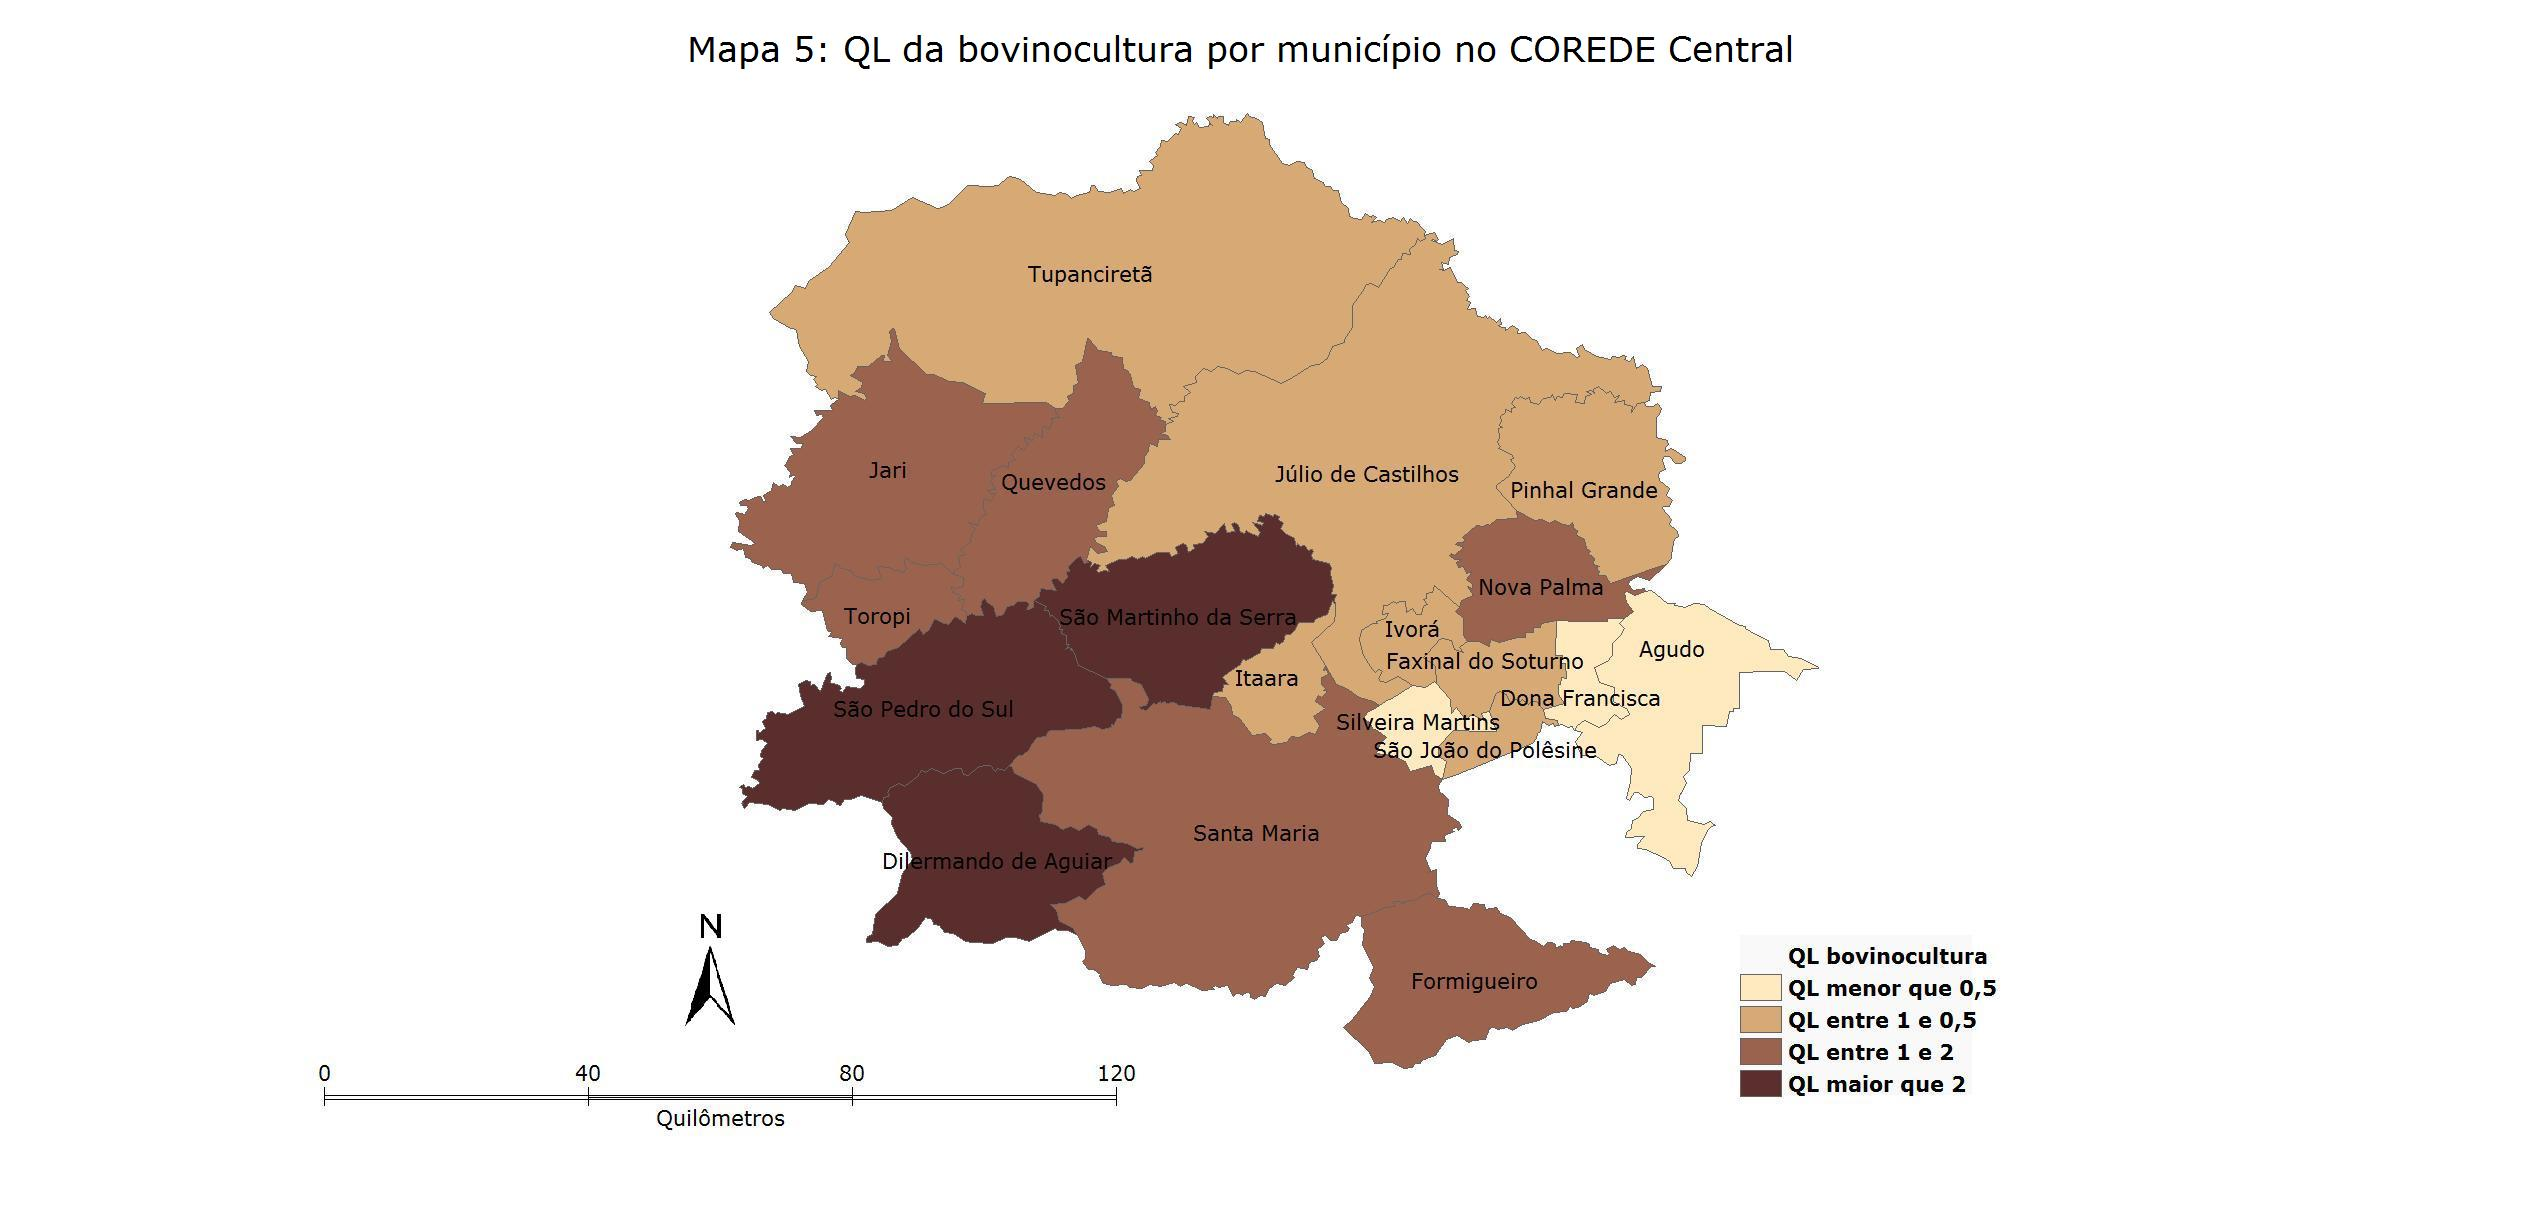 Mapa 5: QL da bovinocultura por município no COREDE Central
Tupanciretã
Jari
Quevedos
Júlio de Castilhos
Pinhal Grande
Nova Palma
Toropi
São Martinho da Serra
Ivorá
Agudo
Faxinal do Soturno
Itaara
Dona Francisca
São Pedro do Sul
Silveira Martins
São João do Polêsine
Santa Maria
Dilermando de Aguiar
Formigueiro
N
0 40 80 120
Quilômetros
QL bovinocultura
QL menor que 0,5
QL entre 1 e 0,5
QL entre 1 e 2
QL maior que 2